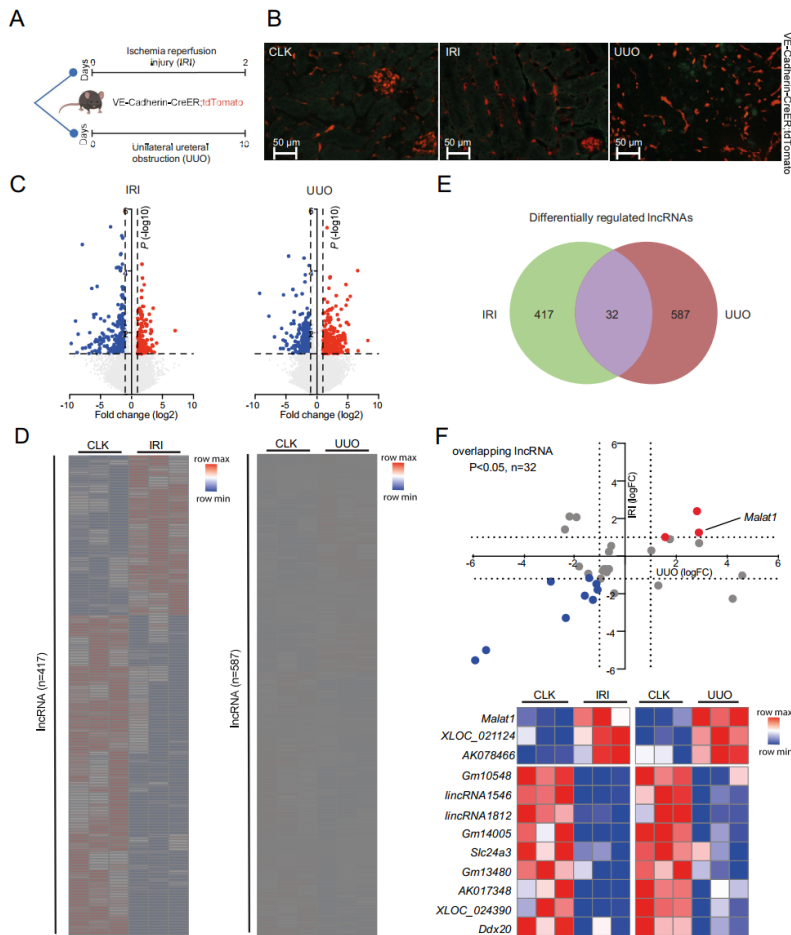 A
Ischemia reperfusion
injury (IRI)
Days
0
2
VE-Cadherin-CreER;tdTomato
Days
0
10
Unilateral ureteral
obstruction (UUO)
B
CLK
IRI
UUO
50 µm
50 µm
50 µm
VE-Cadherin-CreER;tdTomato
C
IRI
UUO
6
4
2
P (-log10)
-10
-5
0
5
10
Fold change (log2)
6
4
2
P (-log10)
-10
-5
0
5
10
Fold change (log2)
E
Differentially regulated lncRNAs
IRI
417
32
587
UUO
D
CLK
IRI
row max
row min
lncRNA (n=417)
CLK
UUO
row max
row min
lncRNA (n=587)
F
overlapping lncRNA
P<0.05, n=32
6
4
2
-2
-4
-6
IRI (logFC)
Malat1
-6
-4
-2
2
4
6
UUO (logFC)
CLK
IRI
CLK
UUO
row max
row min
Malat1
XLOC_021124
AK078466
Gm10548
lincRNA1546
lincRNA1812
Gm14005
Slc24a3
Gm13480
AK017348
XLOC_024390
Ddx20